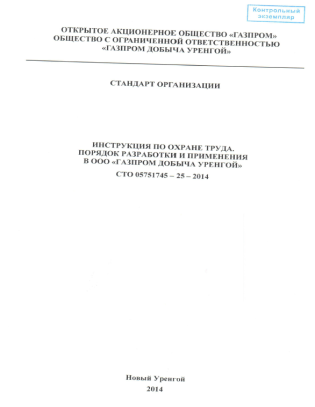 Контрольный
экземпляр
ОТКРЫТОЕ АКЦИОНЕРНОЕ ОБЩЕСТВО «ГАЗПРОМ»
ОБЩЕСТВО С ОГРАНИЧЕННОЙ ОТВЕТСТВЕННОСТЬЮ
«ГАЗПРОМ ДОБЫЧА УРЕНГОЙ»
СТАНДАРТ ОРГАНИЗАЦИИ
ИНСТРУКЦИЯ ПО ОХРАНЕ ТРУДА.
ПОРЯДОК РАЗРАБОТКИ И ПРИМЕНЕНИЯ
В ООО «ГАЗПРОМ ДОБЫЧА УРЕНГОЙ»
СТО 05751745 – 25 – 2014
Новый Уренгой
2014